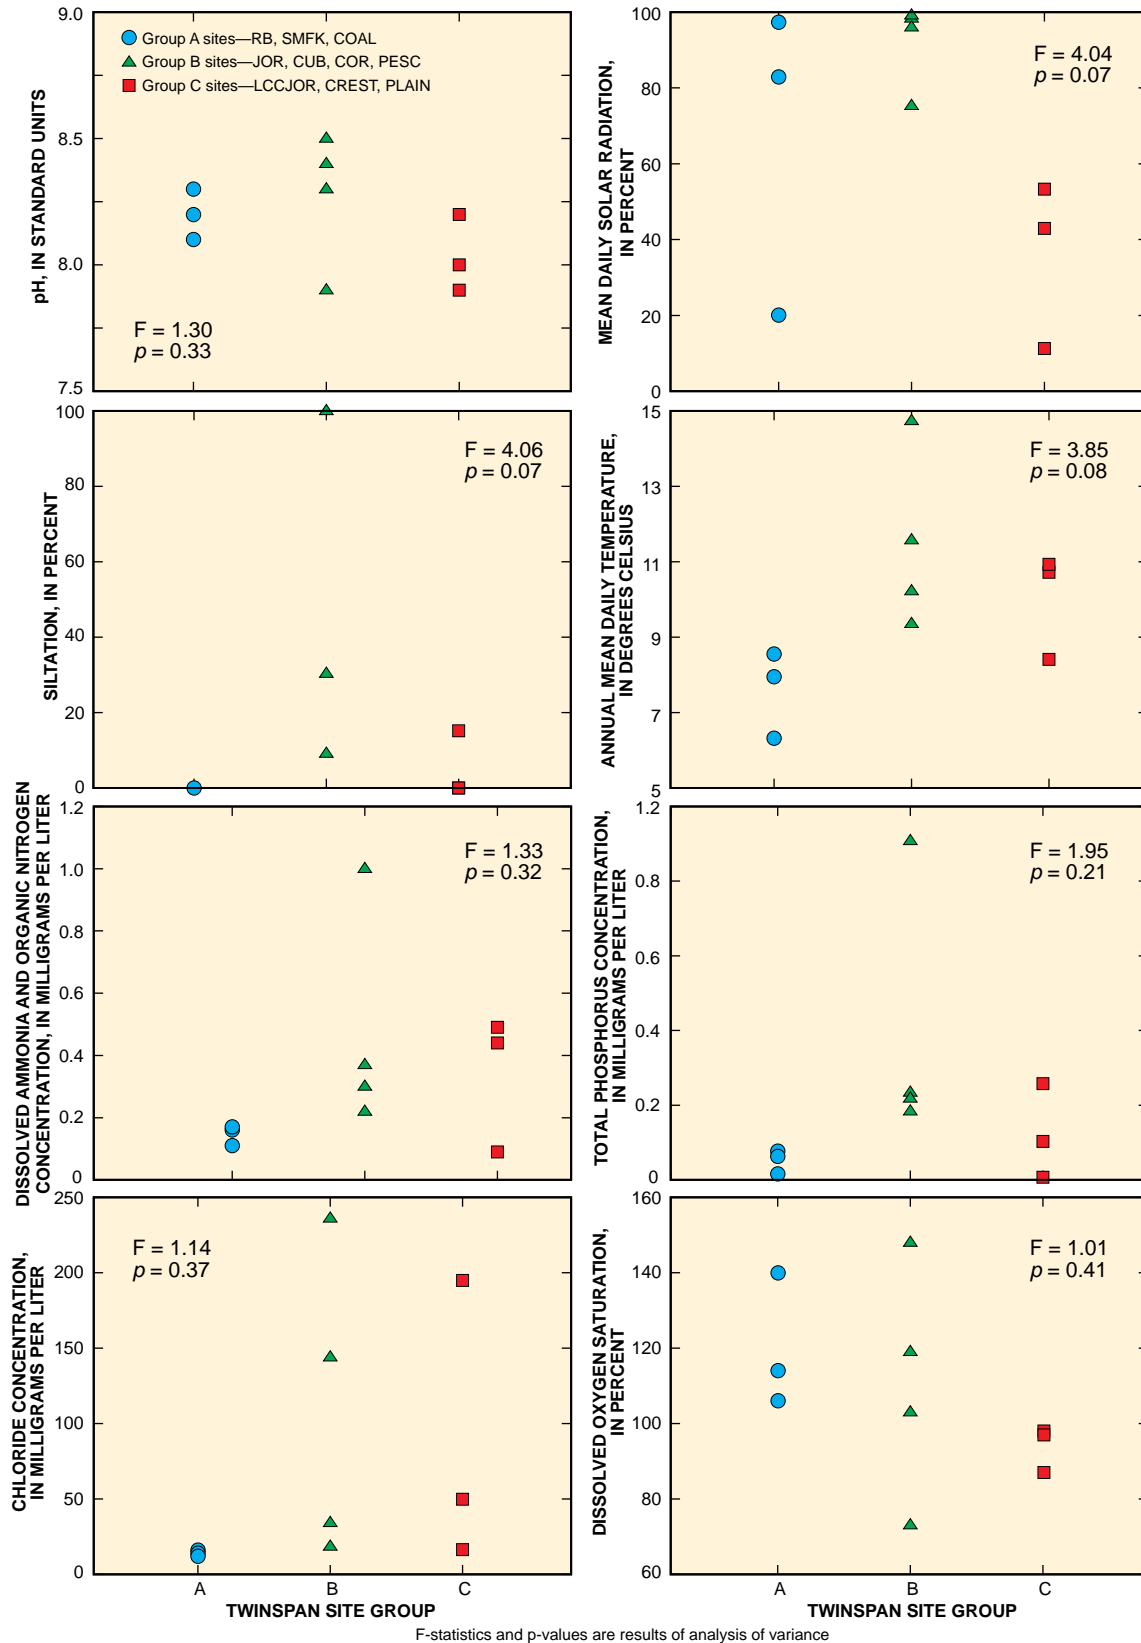 9.0
8.5
8.0
7.5
pH, IN STANDARD UNITS
Group A sites—RB, SMFK, COAL
Group B sites—JOR, CUB, COR, PESC
Group C sites—LCCJOR, CREST, PLAIN
F = 1.30
p = 0.33
100
80
60
40
20
0
MEAN DAILY SOLAR RADIATION,
IN PERCENT
F = 4.04
p = 0.07
100
80
60
40
20
0
SILTATION, IN PERCENT
F = 4.06
p = 0.07
15
13
11
9
7
5
ANNUAL MEAN DAILY TEMPERATURE,
IN DEGREES CELSIUS
F = 3.85
p = 0.08
1.2
1.0
0.8
0.6
0.4
0.2
0
DISSOLVED AMMONIA AND ORGANIC NITROGEN
CONCENTRATION, IN MILLIGRAMS PER LITER
F = 1.33
p = 0.32
1.2
0.8
0.6
0.4
0.2
0
TOTAL PHOSPHORUS CONCENTRATION,
IN MILLIGRAMS PER LITER
F = 1.95
p = 0.21
250
200
150
100
50
0
CHLORIDE CONCENTRATION,
IN MILLIGRAMS PER LITER
F = 1.14
p = 0.37
A B C
TWINSPAN SITE GROUP
160
140
120
100
80
60
DISSOLVED OXYGEN SATURATION,
IN PERCENT
F = 1.01
p = 0.41
A B C
TWINSPAN SITE GROUP
F-statistics and p-values are results of analysis of variance